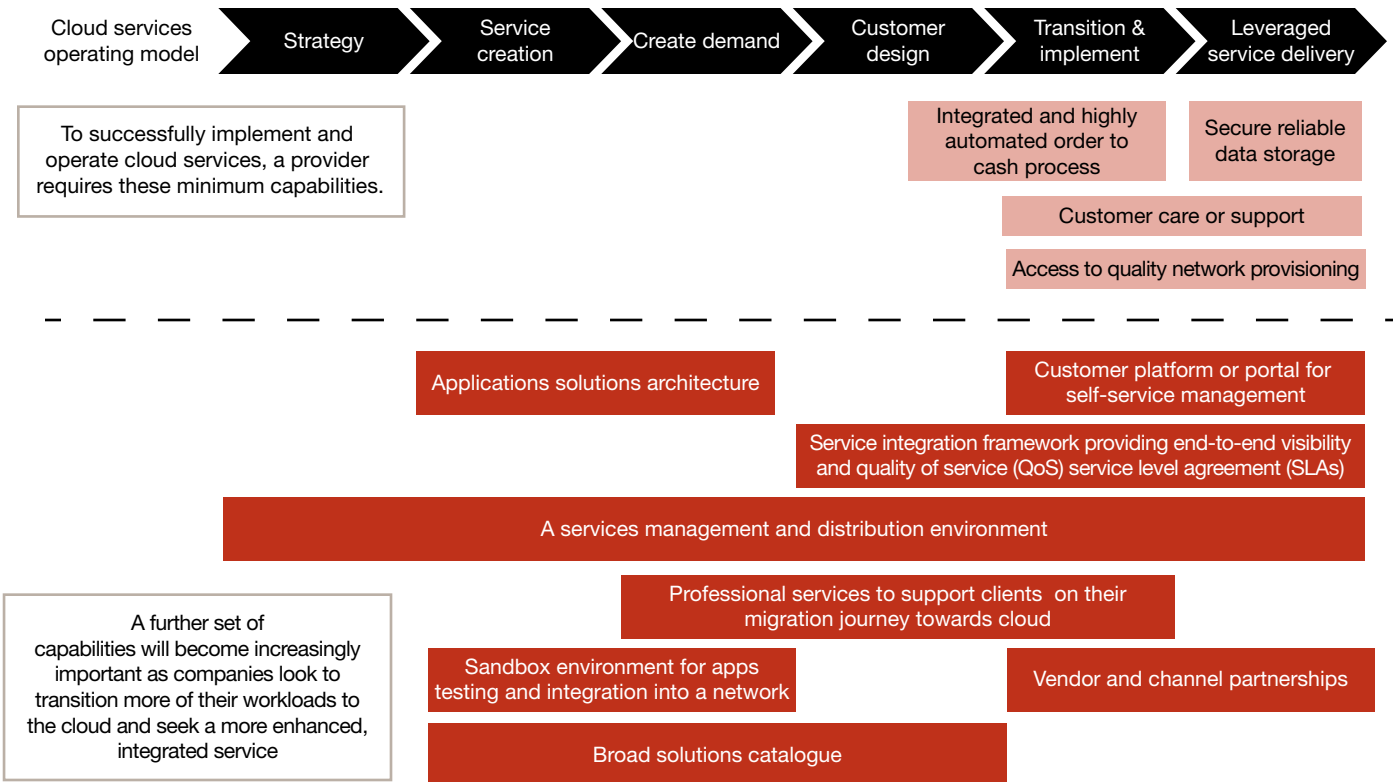 Cloud services
operating model
Strategy
Service
creation
Create demand
Customer
design
Transition &
implement
Leveraged
service delivery
To successfully implement and
operate cloud services, a provider
requires these minimum capabilities.
Integrated and highly
automated order to
cash process
Secure reliable
data storage
Customer care or support
Access to quality network provisioning
Applications solutions architecture
Customer platform or portal for
self-service management
Service integration framework providing end-to-end visibility
and quality of service (QoS) service level agreement (SLAs)
A services management and distribution environment
Professional services to support clients on their
migration journey towards cloud
A further set of
capabilities will become increasingly
important as companies look to
transition more of their workloads to
the cloud and seek a more enhanced,
integrated service
Sandbox environment for apps
testing and integration into a network
Vendor and channel partnerships
Broad solutions catalogue